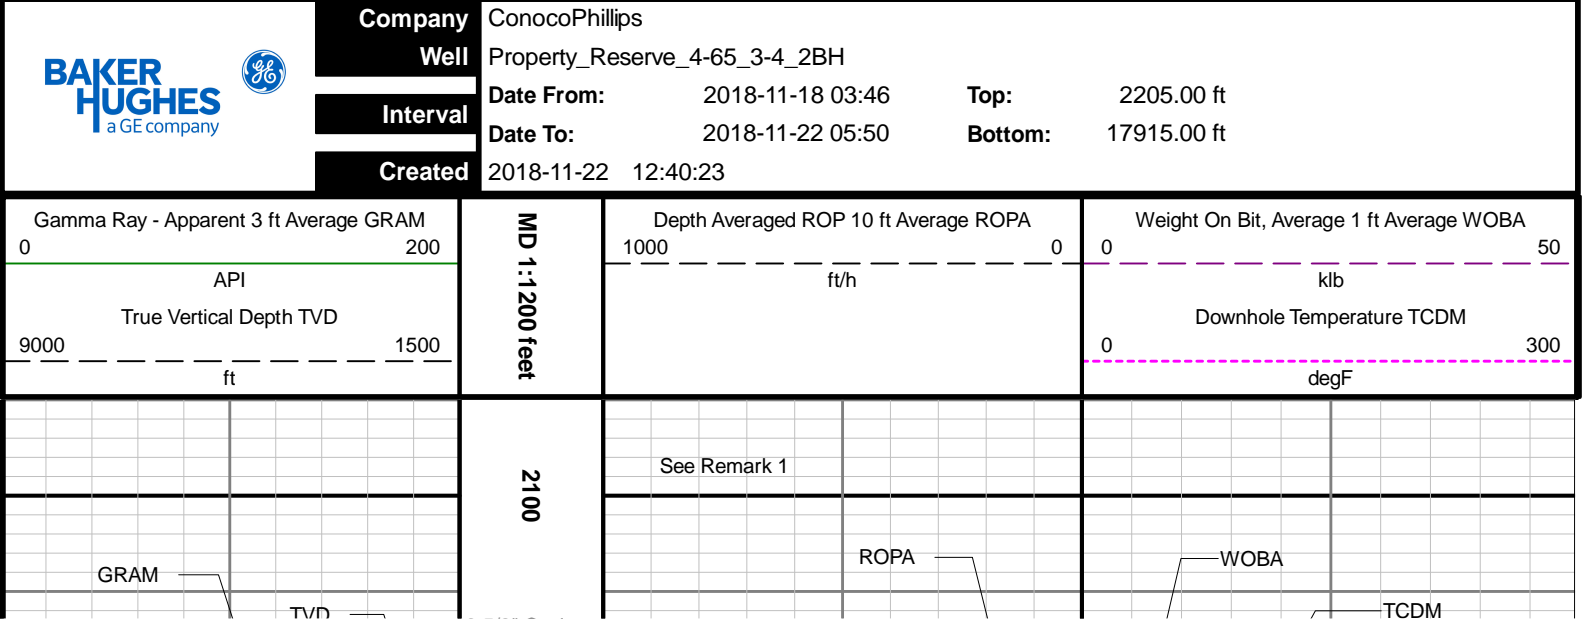 BAKER
HUGHES
a GE company
Company ConocoPhillips
Well Property_Reserve_4-65_3-4_2BH
Interval
Date From: 2018-11-18 03:46 Top: 2205.00 ft
Date To: 2018-11-22 05:50 Bottom: 17915.00 ft
Created 2018-11-22 12:40:23
Gamma Ray - Apparent 3 ft Average GRAM
0 200
API
True Vertical Depth TVD
9000 1500
ft
MD 1:1200 feet
Depth Averaged ROP 10 ft Average ROPA
1000 0
ft/h
Weight On Bit, Average 1 ft Average WOBA
0 50
klb
Downhole Temperature TCDM
0 300
degF
See Remark 1
2100
GRAM
TVD
ROPA
WOBA
TCDM